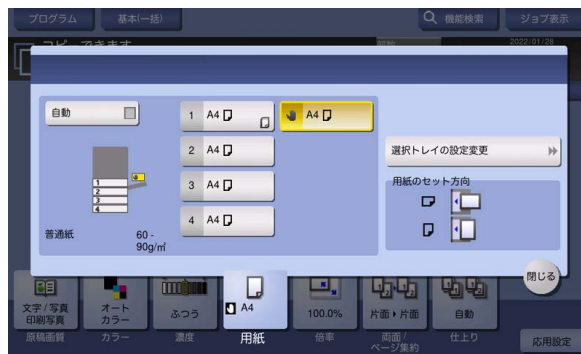 プログラム
基本(一括)
機能検索
ジョブ表示
コピーできます
部数
2022/01/28
自動
1 A4
A4
2 A4
3 A4
4 A4
1
2
3
4
普通紙
60 -
90g/㎡
選択トレイの設定変更
用紙のセット方向
閉じる
文字/写真
印刷写真
オート
カラー
ふつう
A4
100.0%
片面 片面
自動
原稿画質
カラー
濃度
用紙
倍率
両面/
ページ集約
仕上り
応用設定